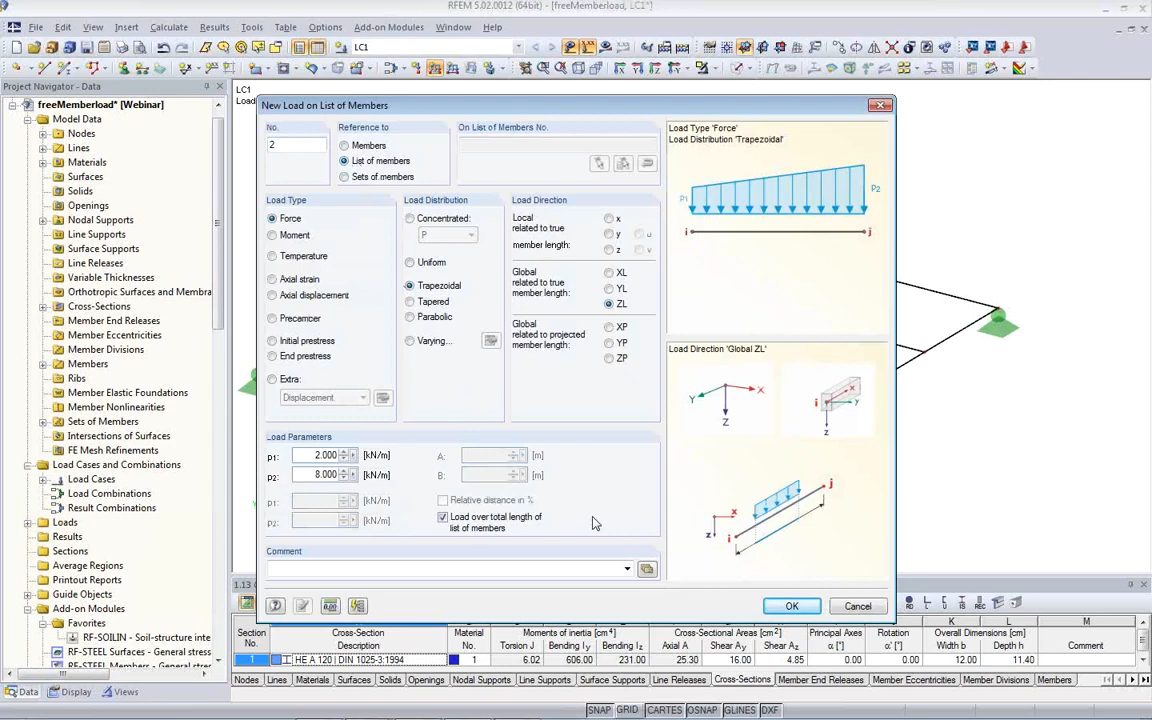 RFEM 5.02.0012 (64bit) - [freeMemberload, LC1*]
File Edit View Insert Calculate Results Tools Table Options Add-on Modules Window Help
LC1
Project Navigator - Data
freeMemberload* [Webinar]
Model Data
Nodes
Lines
Materials
Surfaces
Solids
Openings
Nodal Supports
Line Supports
Surface Supports
Line Releases
Variable Thicknesses
Orthotropic Surfaces and Membra
Cross-Sections
Member End Releases
Member Eccentricities
Member Divisions
Members
Ribs
Member Elastic Foundations
Member Nonlinearities
Sets of Members
Intersections of Surfaces
FE Mesh Refinements
Load Cases and Combinations
Load Cases
Load Combinations
Result Combinations
Loads
Results
Sections
Average Regions
Printout Reports
Guide Objects
Add-on Modules
Favorites
RF-SOILIN - Soil-structure inte
RF-STEEL Surfaces - General stress
RF-STEEL Members - General stres
Data Display Views
LC1
Load
New Load on List of Members
No.
2
Reference to
Members
List of members
Sets of members
On List of Members No.
Load Type
Force
Moment
Temperature
Axial strain
Axial displacement
Precamber
Initial prestress
End prestress
Extra:
Displacement
Load Distribution
Concentrated:
P
Uniform
Trapezoidal
Tapered
Parabolic
Varying...
Load Direction
Local
related to true
member length:
x
y
u
z
v
Global
related to true
member length:
XL
YL
ZL
Global
related to projected
member length:
XP
YP
ZP
Load Parameters
p1: 2.000 [kN/m]
p2: 8.000 [kN/m]
p1: [kN/m]
p2: [kN/m]
A: [m]
B: [m]
Relative distance in %
Load over total length of
list of members
Comment
OK Cancel
Load Type 'Force'
Load Distribution 'Trapezoidal'
P1
P2
i
j
Load Direction 'Global ZL'
Y X
Z
x
i
y
z
j
x
z
i
1.13
K L M
Section Cross-Section Material Moments of inertia [cm⁴] Cross-Sectional Areas [cm²] Principal Axes Rotation Overall Dimensions [cm]
No. Description No. Torsion J Bending Iy Bending Iz Axial A Shear Ay Shear Az α [°] α' [°] Width b Depth h Comment
1 HE A 120 | DIN 1025-3:1994 1 6.02 606.00 231.00 25.30 16.00 4.85 0.00 0.00 12.00 11.40
Nodes Lines Materials Surfaces Solids Openings Nodal Supports Line Supports Surface Supports Line Releases Cross-Sections Member End Releases Member Eccentricities Member Divisions Members
SNAP GRID CARTES OSNAP GLINES DXF